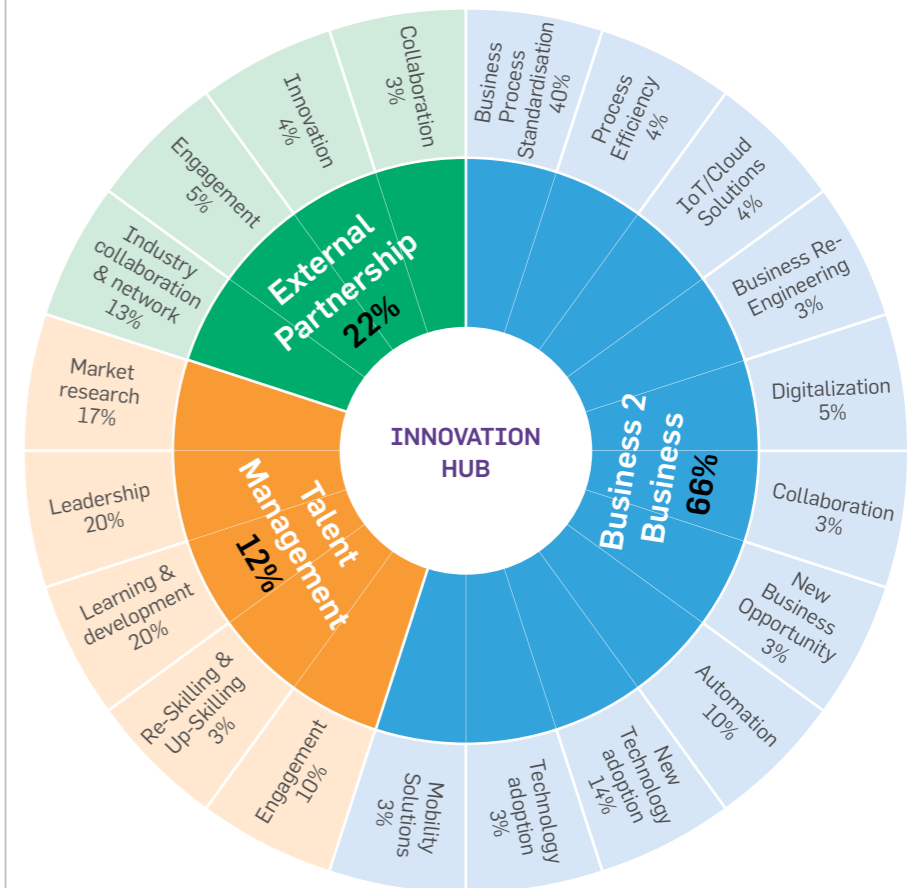 INNOVATION
HUB
Business 2
Business
66%
Business
Process
Standardisation
40%
Process
Efficiency
4%
IoT/Cloud
Solutions
4%
Business Re-
Engineering
3%
Digitalization
5%
Collaboration
3%
New
Business
Opportunity
3%
Automation
10%
New
Technology
adoption
14%
Technology
adoption
3%
Mobility
Solutions
3%
Talent
Management
12%
Engagement
10%
Re-Skilling &
Up-Skilling
3%
Learning &
development
20%
Leadership
20%
Market
research
17%
External
Partnership
22%
Industry
collaboration
& network
13%
Engagement
5%
Innovation
4%
Collaboration
3%